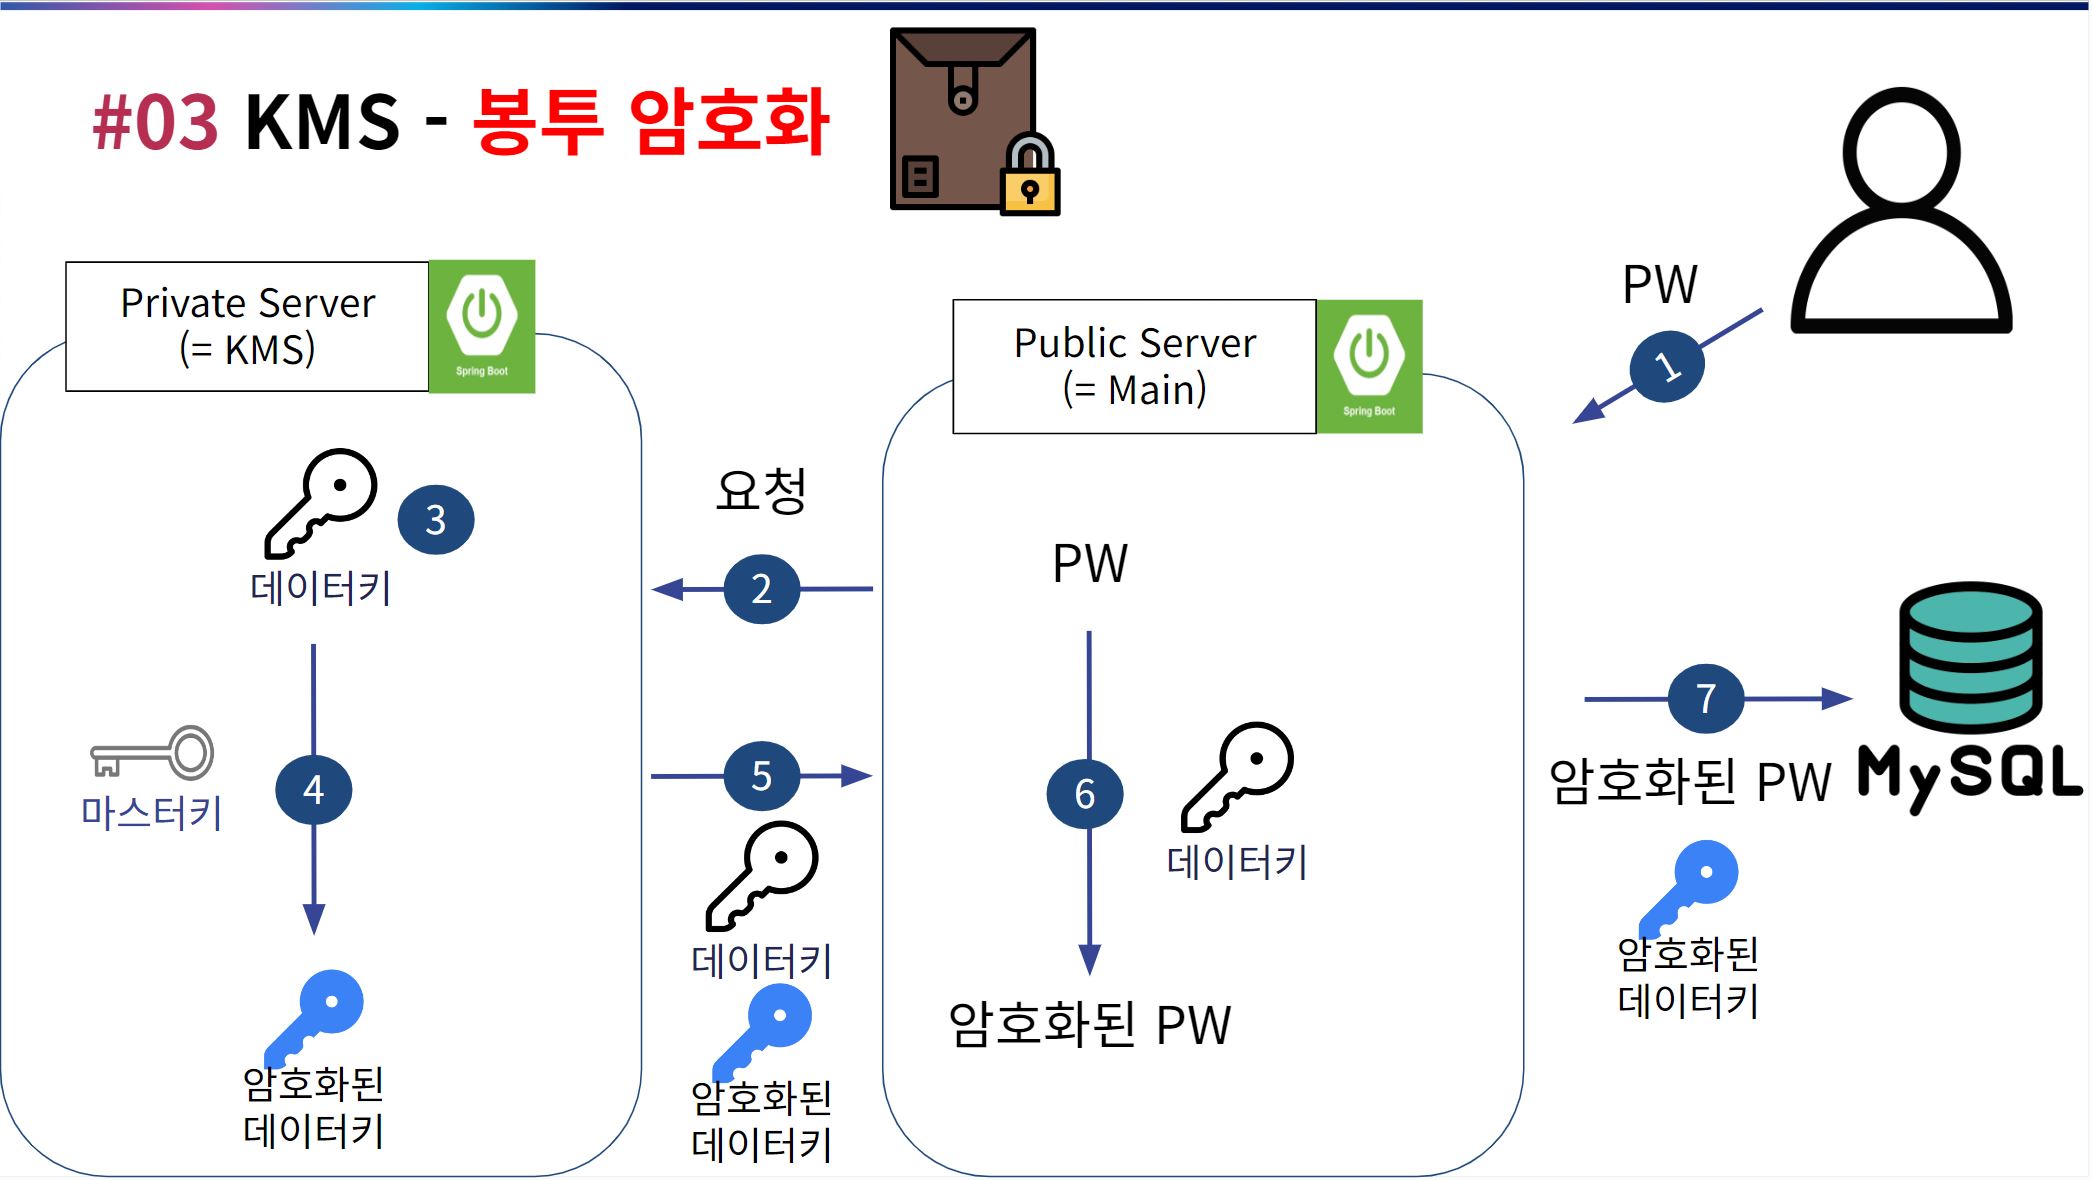 #03 KMS - 봉투 암호화
Private Server
(= KMS)
Spring Boot
Public Server
(= Main)
Spring Boot
PW
1
3
데이터키
요청
2
PW
마스터키
4
5
데이터키
6
데이터키
7
암호화된 PW
MySQL
암호화된
데이터키
암호화된
데이터키
암호화된
데이터키
암호화된 PW